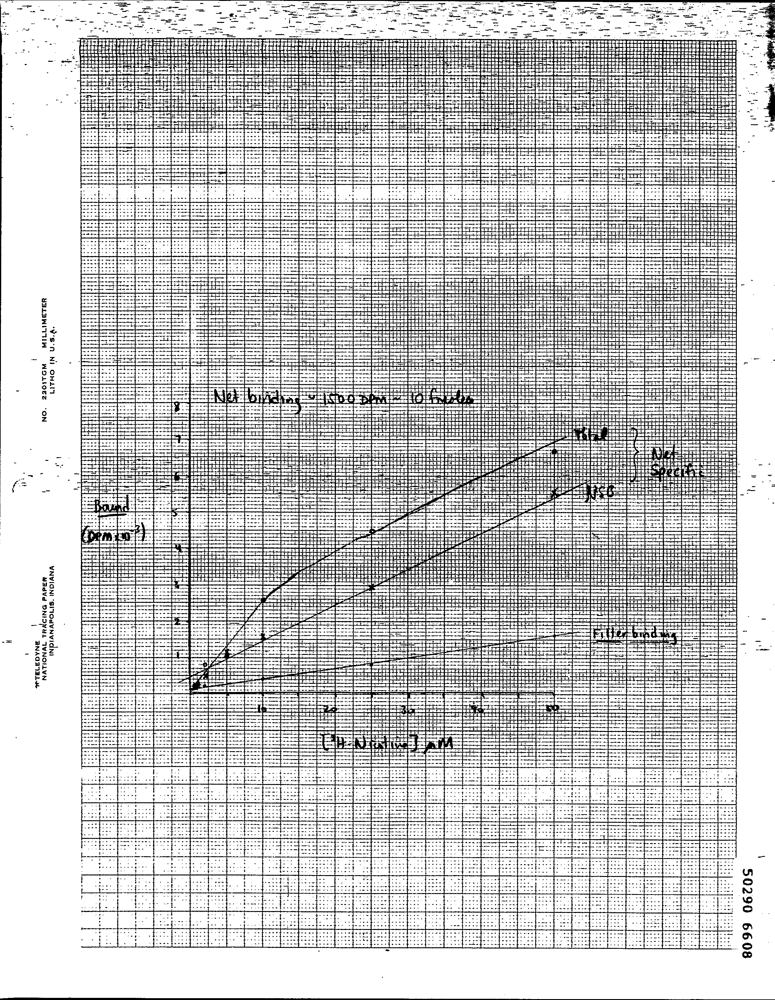 NO. 2301TGM MILLIMETER
LITHO IN U.S.A.
TELEDYNE
NATIONAL TRACING PAPER
INDIANAPOLIS, INDIANA
Net binding ~ 1500 DPM ~ 10 fmoles
8
7
6
5
4
3
2
1
Bound
(DPM x 10⁻³)
Total
Net
Specific
NSB
Filter binding
10 20 30 40 50
[³H-Nicotine] µM
50290 6608